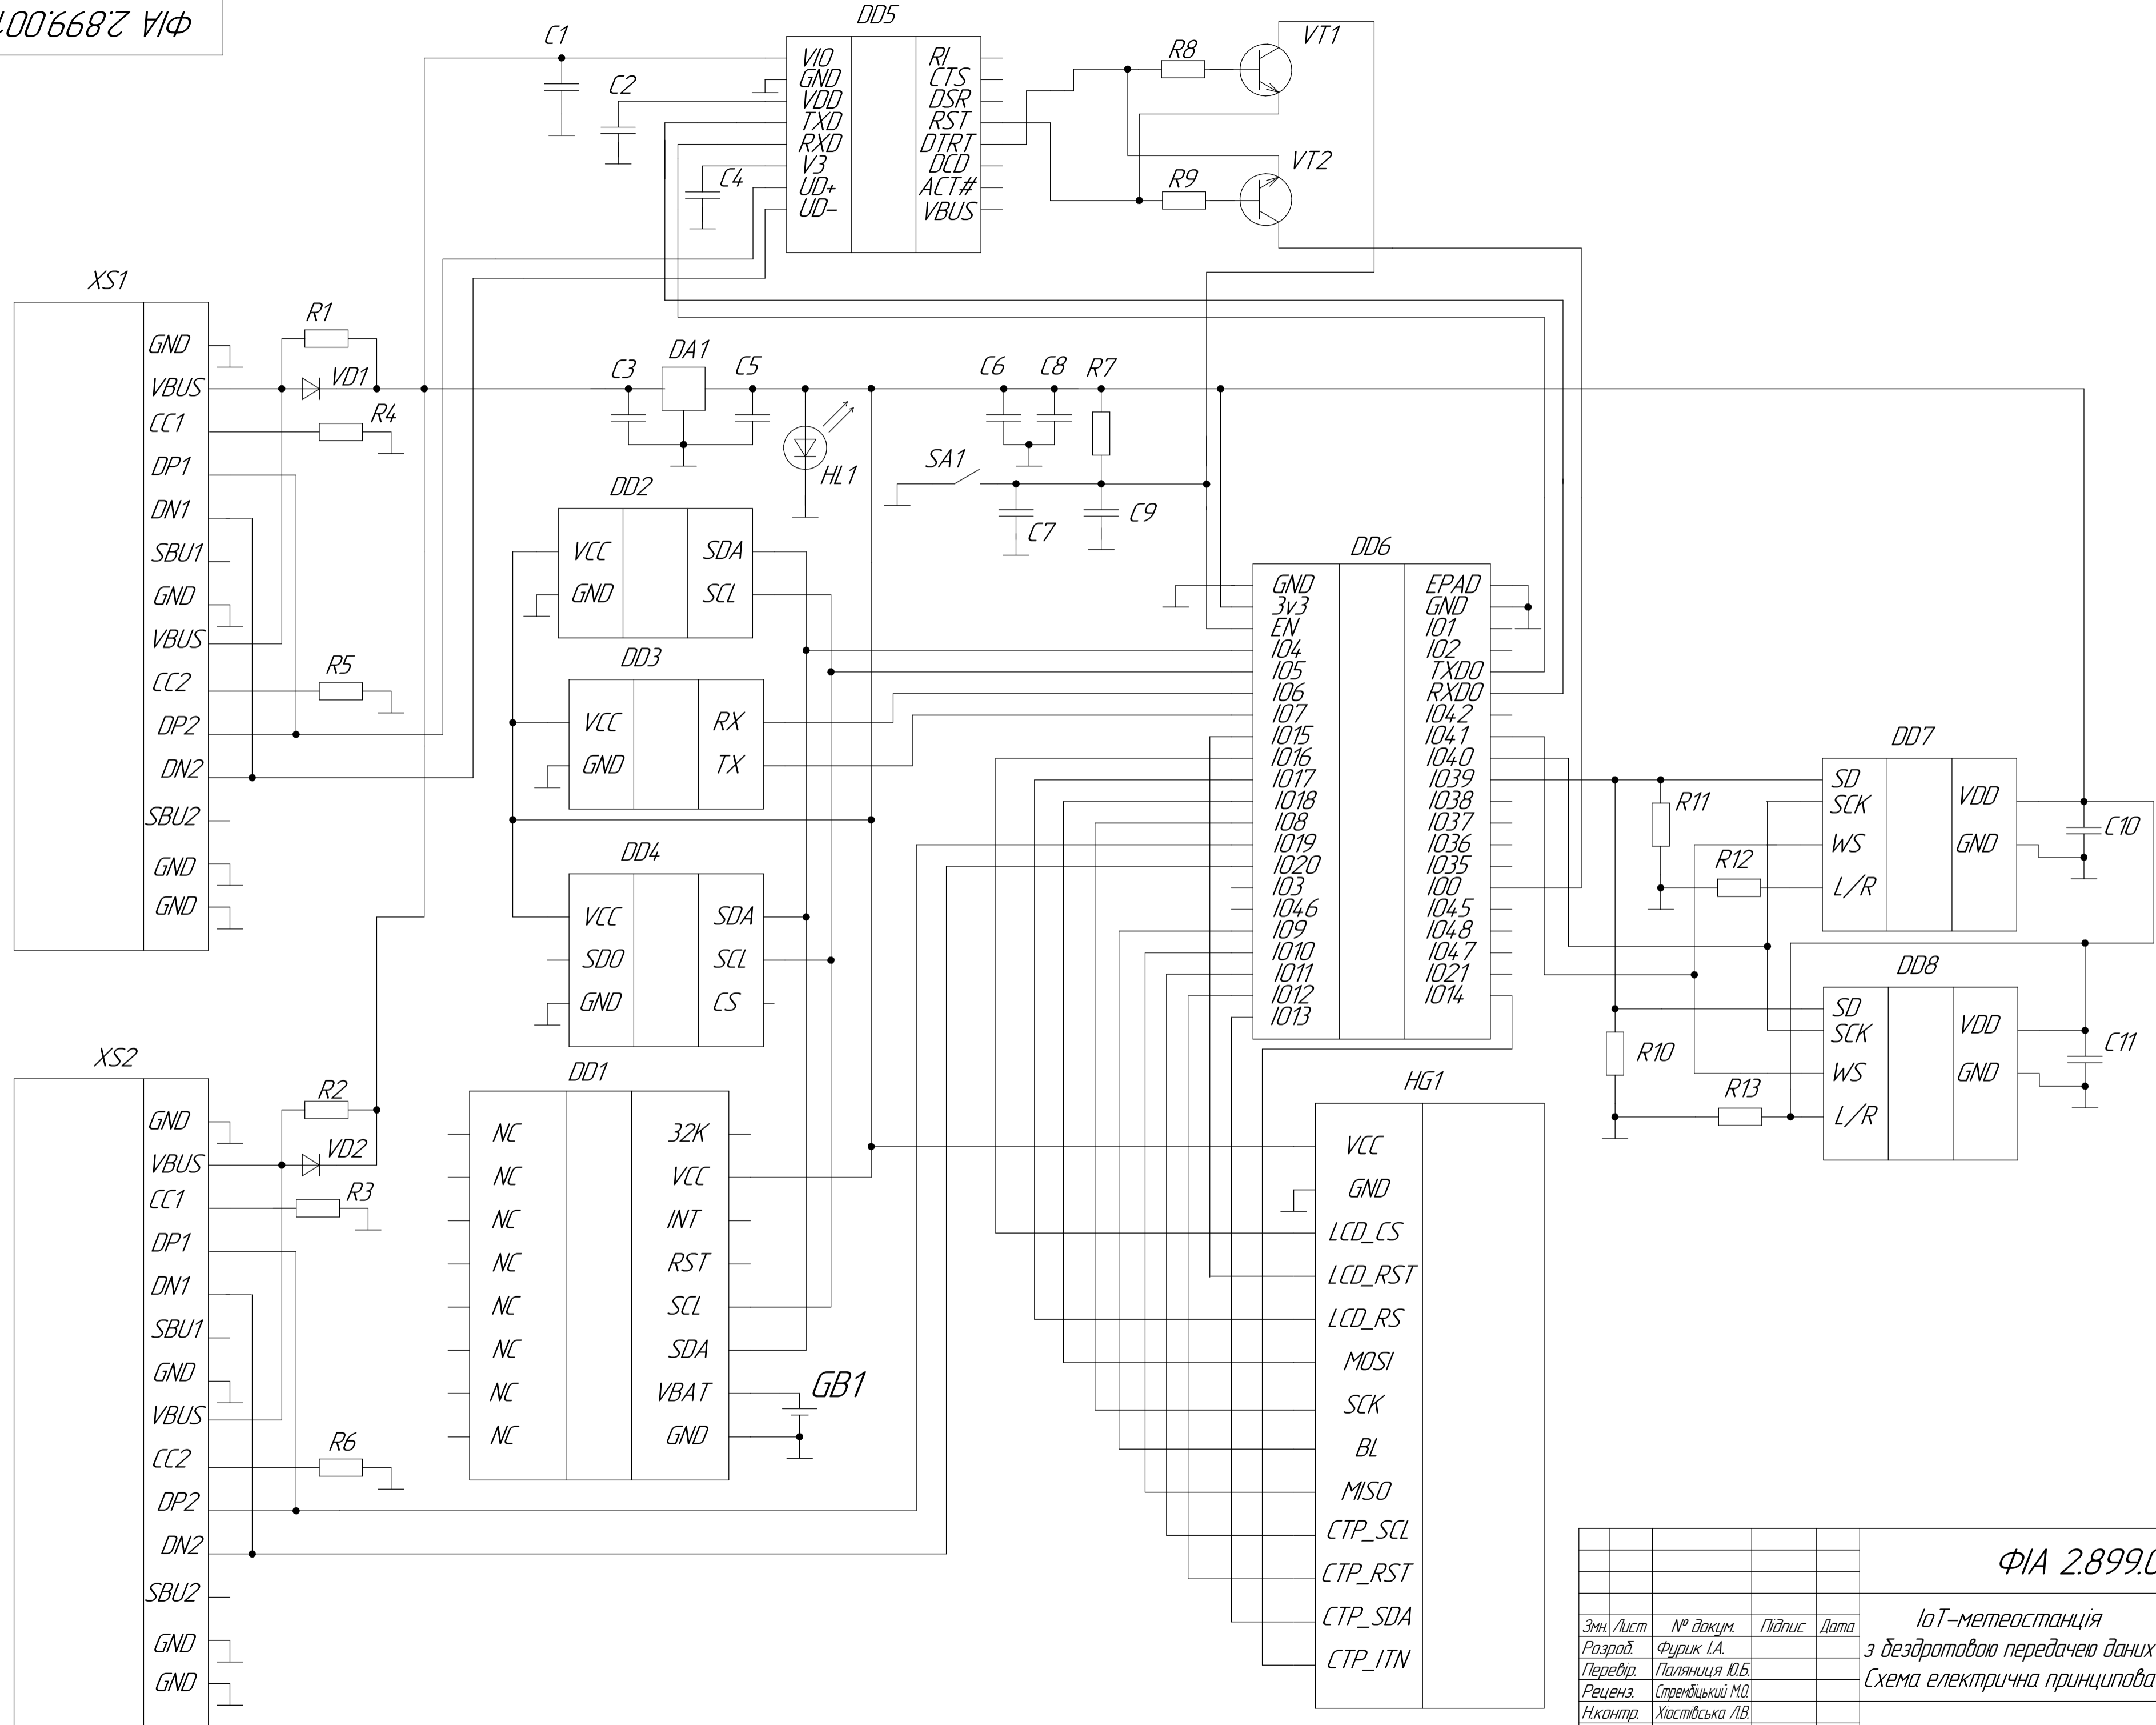 ФІА 2.899.001
DD5
C1
C2
C4
VIO
GND
VDD
TXD
RXD
V3
UD+
UD-
RI
CTS
DSR
RST
DTRT
DCD
ACT#
VBUS
R8
VT1
R9
VT2
XS1
GND
VBUS
CC1
DP1
DN1
SBU1
GND
VBUS
CC2
DP2
DN2
SBU2
GND
GND
R1
VD1
R4
R5
C3
DA1
C5
HL1
C6
C8
R7
SA1
C7
C9
DD2
VCC
GND
SDA
SCL
DD3
VCC
GND
RX
TX
DD4
VCC
SDO
GND
SDA
SCL
CS
DD6
GND
3v3
EN
IO4
IO5
IO6
IO7
IO15
IO16
IO17
IO18
IO8
IO19
IO20
IO3
IO46
IO9
IO10
IO11
IO12
IO13
EPAD
GND
IO1
IO2
TXD0
RXD0
IO42
IO41
IO40
IO39
IO38
IO37
IO36
IO35
IO0
IO45
IO48
IO47
IO21
IO14
DD7
SD
SCK
WS
L/R
VDD
GND
R11
R12
C10
DD8
SD
SCK
WS
L/R
VDD
GND
R10
R13
C11
XS2
GND
VBUS
CC1
DP1
DN1
SBU1
GND
VBUS
CC2
DP2
DN2
SBU2
GND
GND
R2
VD2
R3
R6
DD1
NC
NC
NC
NC
NC
NC
NC
NC
32K
VCC
INT
RST
SCL
SDA
VBAT
GND
GB1
HG1
VCC
GND
LCD_CS
LCD_RST
LCD_RS
MOSI
SCK
BL
MISO
CTP_SCL
CTP_RST
CTP_SDA
CTP_ITN
ФІА 2.899.0
Змн. Лист № докум. Підпис Дата
Розроб. Фурик І.А.
Перевір. Паляниця Ю.Б.
Реценз. Стрембіцький М.О.
Н.контр. Хвостівська Л.В.
ІоТ-метеостанція
з бездротовою передачею даних
Схема електрична принципова